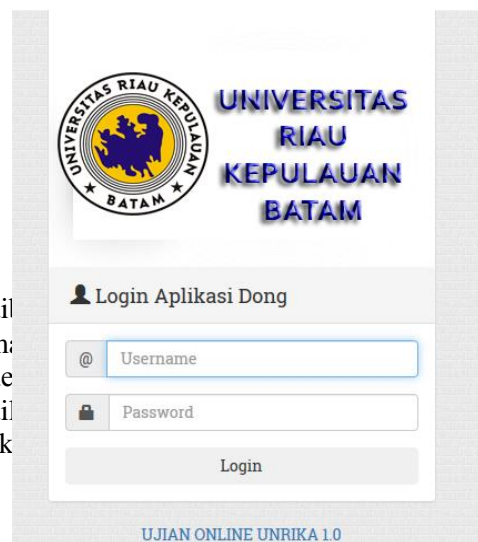 UNIVERSITAS RIAU KEPULAUAN
BATAM
UNIVERSITAS
RIAU
KEPULAUAN
BATAM
Login Aplikasi Dong
@ Username
Password
Login
UJIAN ONLINE UNRIKA 1.0